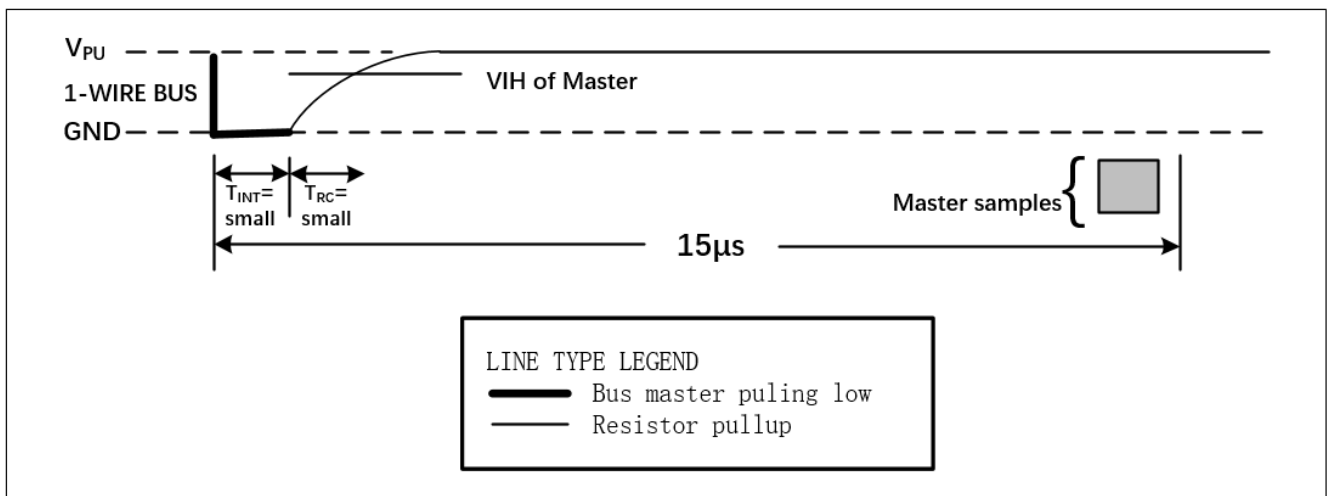 VPU
1-WIRE BUS
VIH of Master
GND
TINT=
small
TRC=
small
Master samples
15μs
LINE TYPE LEGEND
Bus master puling low
Resistor pullup